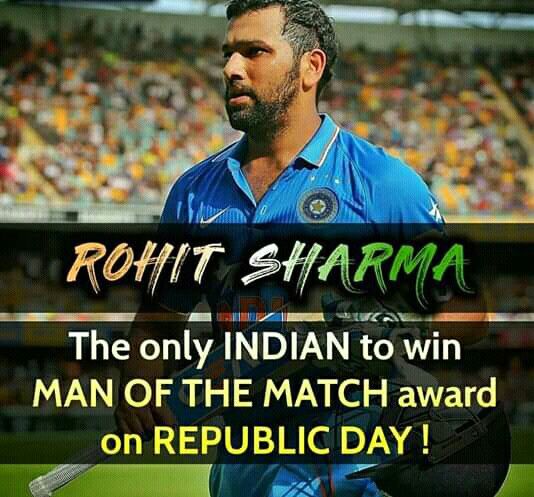 ROHIT SHARMA
The only INDIAN to win
MAN OF THE MATCH award
on REPUBLIC DAY !